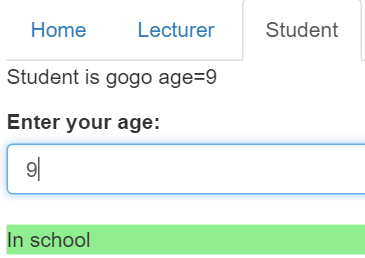 Home Lecturer Student
Student is gogo age=9
Enter your age:
9
In school